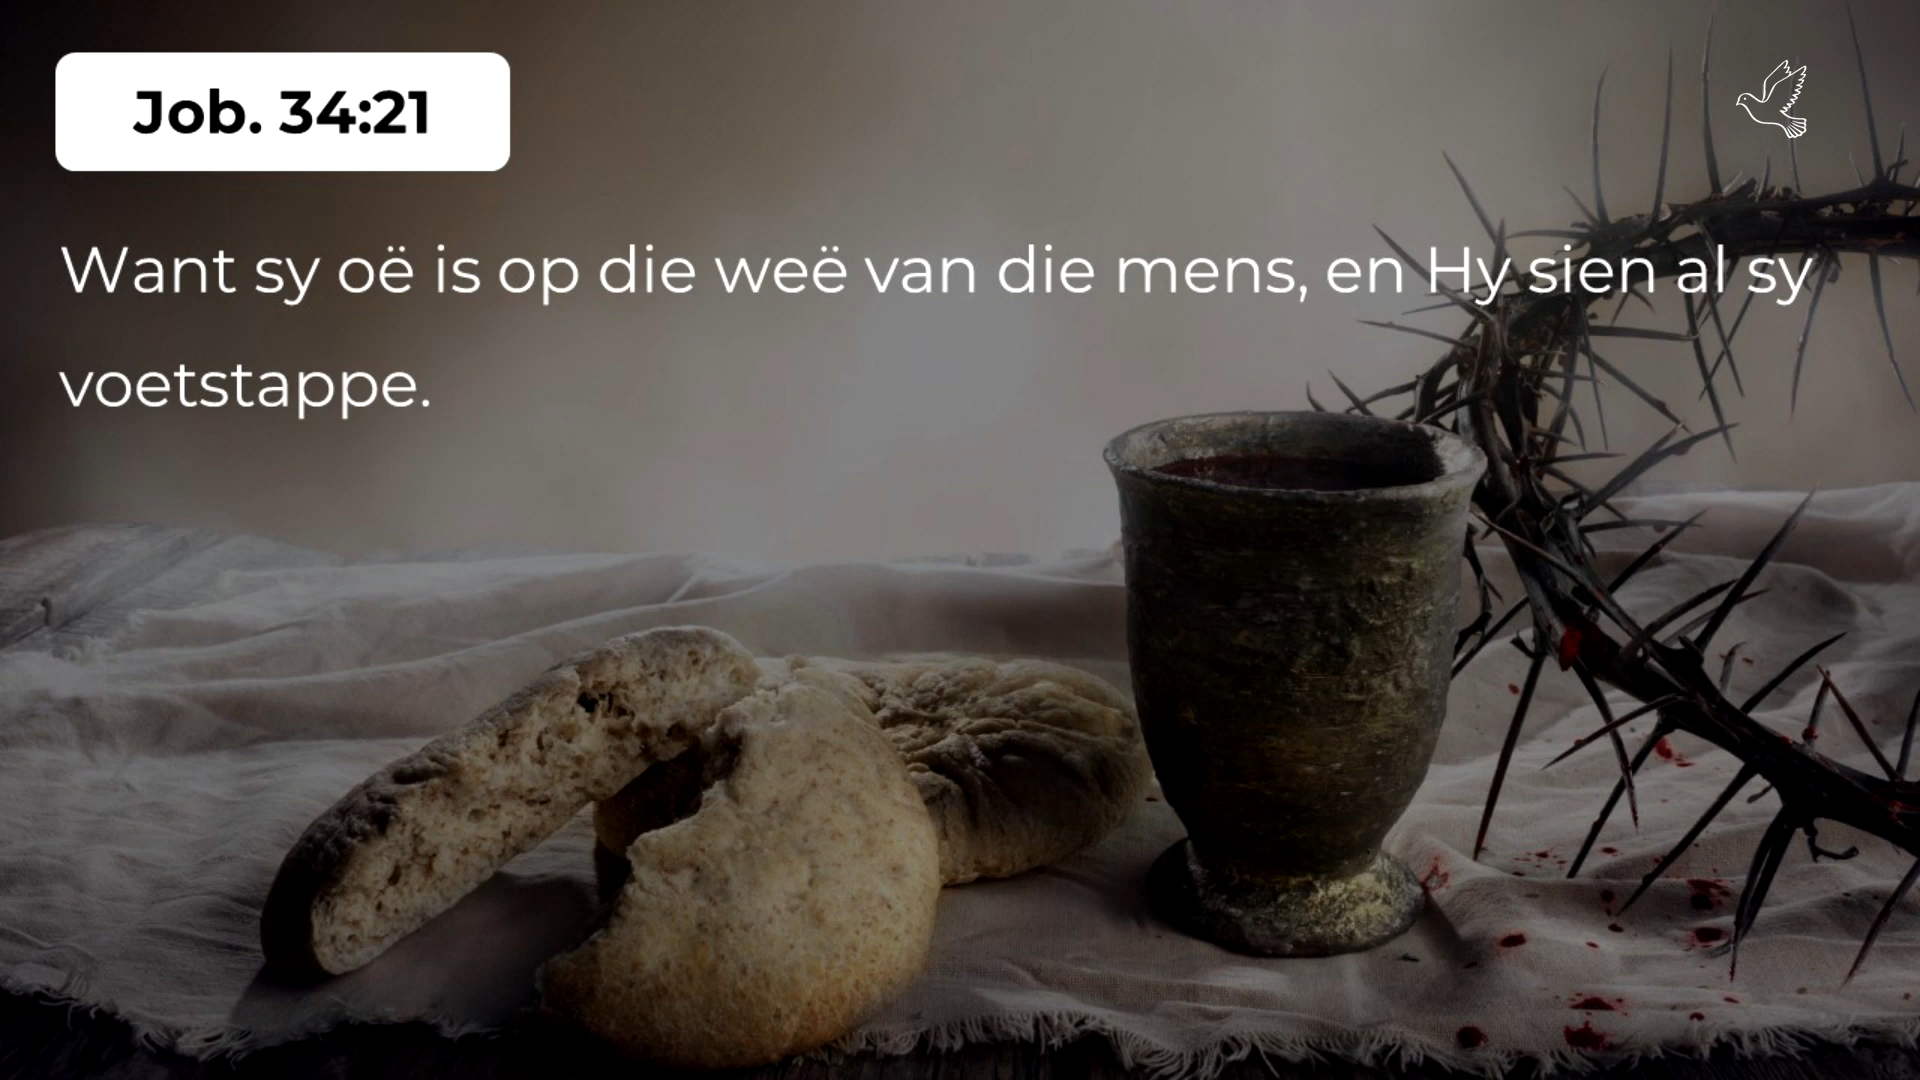 Job. 34:21
Want sy oë is op die weë van die mens, en Hy sien al sy
voetstappe.